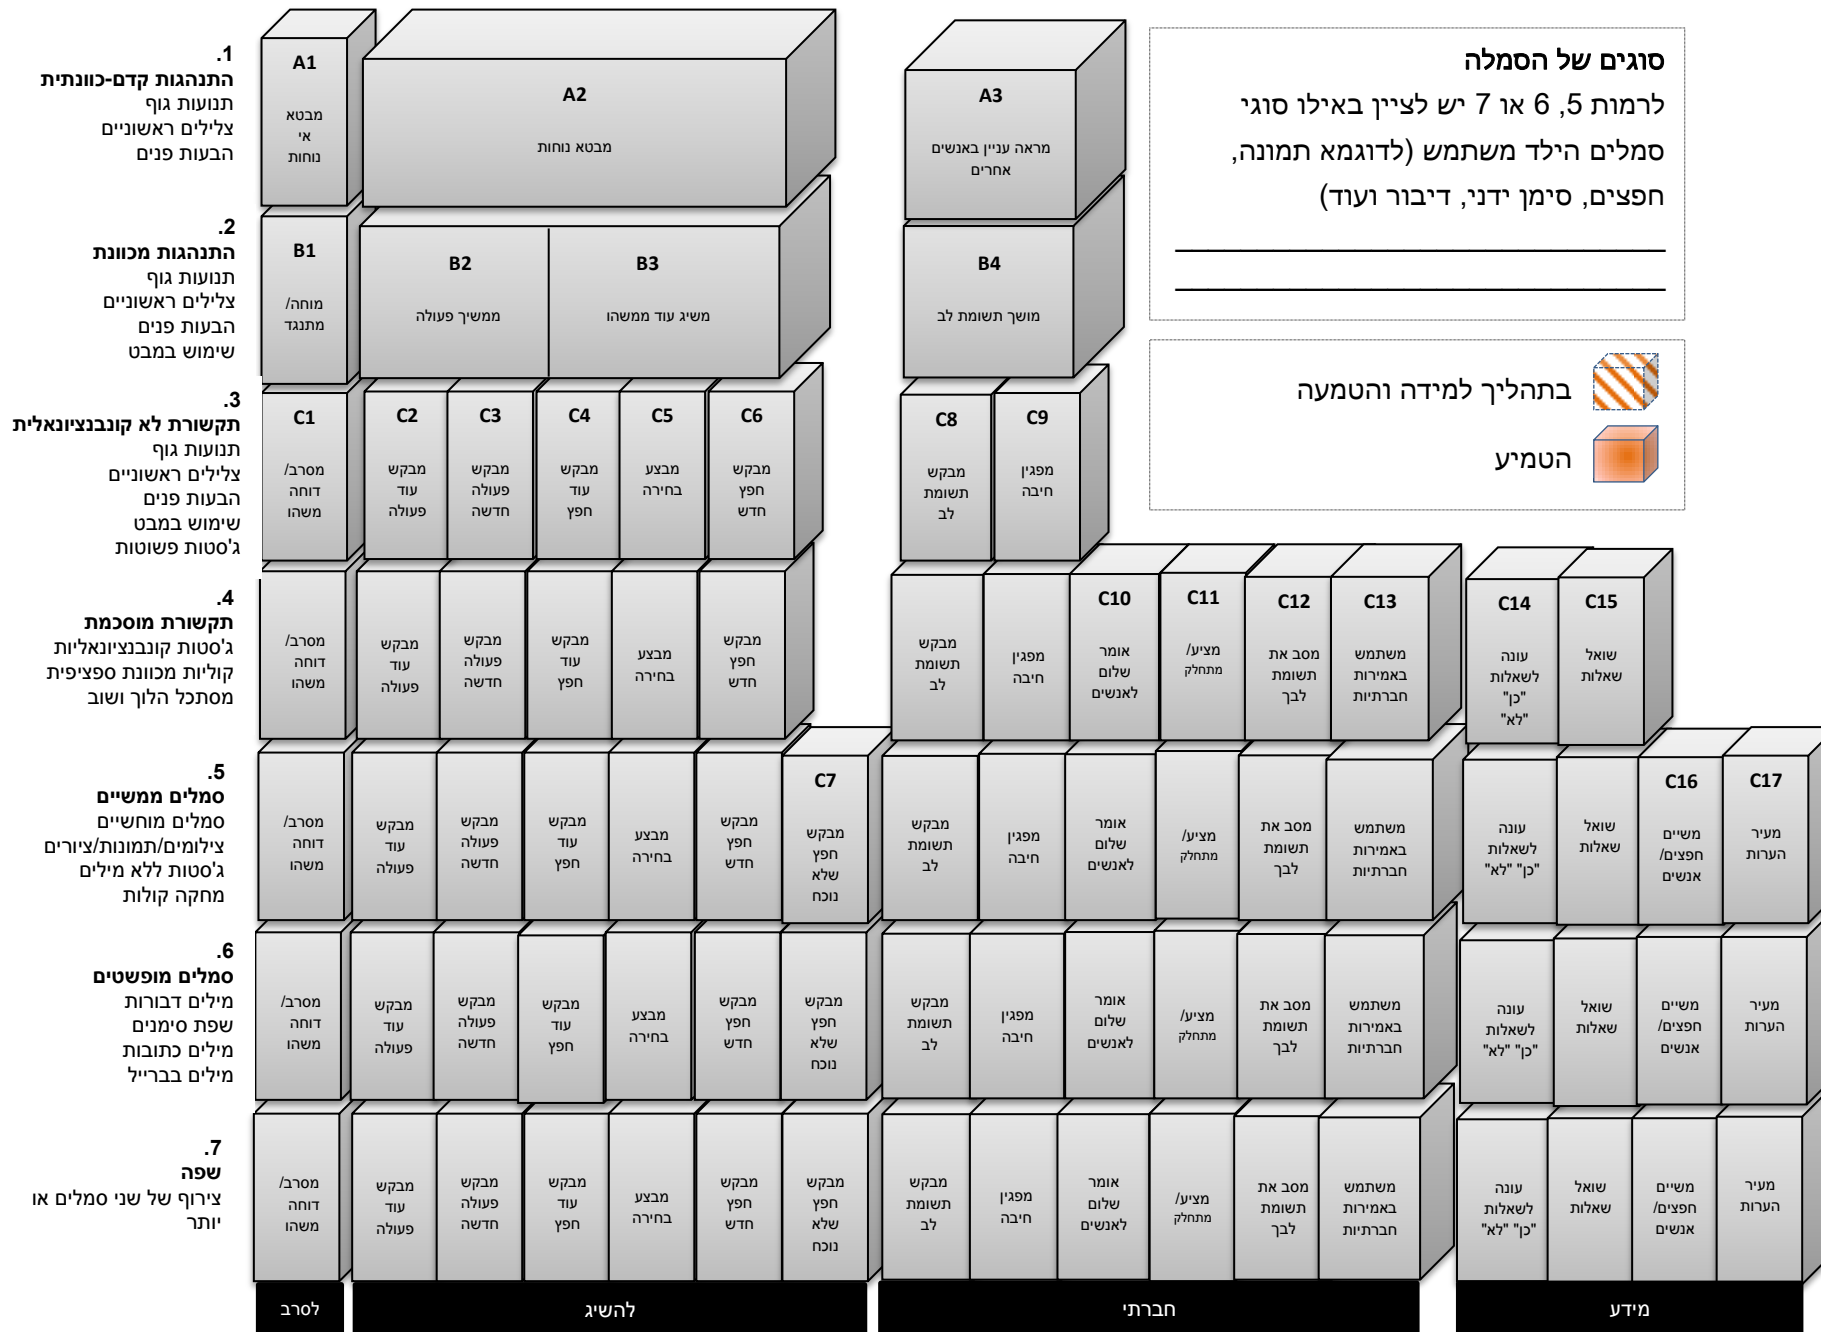 .1
התנהגות קדם-כוונתית
תנועות גוף
צלילים ראשוניים
הבעות פנים
A1
מבטא
אי
נוחות
A2
מבטא נוחות
A3
מראה עניין באנשים
אחרים
סוגים של הסמלה
לרמות 5, 6 או 7 יש לציין באילו סוגי
סמלים הילד משתמש (לדוגמא תמונה,
חפצים, סימן ידני, דיבור ועוד)
בתהליך למידה והטמעה
הטמיע
.2
התנהגות מכוונת
תנועות גוף
צלילים ראשוניים
הבעות פנים
שימוש במבט
B1
מוחה/
מתנגד
B2
ממשיך פעולה
B3
משיג עוד ממשהו
B4
מושך תשומת לב
.3
תקשורת לא קונבנציונאלית
תנועות גוף
צלילים ראשוניים
הבעות פנים
שימוש במבט
ג'סטות פשוטות
C1
מסרב/
דוחה
משהו
C2
מבקש
עוד
פעולה
C3
מבקש
פעולה
חדשה
C4
מבקש
עוד
חפץ
C5
מבצע
בחירה
C6
מבקש
חפץ
חדש
C8
מבקש
תשומת
לב
C9
מפגין
חיבה
.4
תקשורת מוסכמת
ג'סטות קונבנציונאליות
קוליות מכוונת ספציפית
מסתכל הלוך ושוב
מסרב/
דוחה
משהו
מבקש
עוד
פעולה
מבקש
פעולה
חדשה
מבקש
עוד
חפץ
מבצע
בחירה
מבקש
חפץ
חדש
מבקש
תשומת
לב
מפגין
חיבה
C10
אומר
שלום
לאנשים
C11
מציע/
מתחלק
C12
מסב את
תשומת
לבך
C13
משתמש
באמירות
חברתיות
C14
עונה
לשאלות
"כן"
"לא"
C15
שואל
שאלות
.5
סמלים ממשיים
סמלים מוחשיים
צילומים/תמונות/ציורים
ג'סטות ללא מילים
מחקה קולות
מסרב/
דוחה
משהו
מבקש
עוד
פעולה
מבקש
פעולה
חדשה
מבקש
עוד
חפץ
מבצע
בחירה
מבקש
חפץ
חדש
C7
מבקש
חפץ
שלא
נוכח
מבקש
תשומת
לב
מפגין
חיבה
אומר
שלום
לאנשים
מציע/
מתחלק
מסב את
תשומת
לבך
משתמש
באמירות
חברתיות
עונה
לשאלות
"כן" "לא"
שואל
שאלות
C16
משיים
חפצים/
אנשים
C17
מעיר
הערות
.6
סמלים מופשטים
מילים דבורות
שפת סימנים
מילים כתובות
מילים בברייל
מסרב/
דוחה
משהו
מבקש
עוד
פעולה
מבקש
פעולה
חדשה
מבקש
עוד
חפץ
מבצע
בחירה
מבקש
חפץ
חדש
מבקש
חפץ
שלא
נוכח
מבקש
תשומת
לב
מפגין
חיבה
אומר
שלום
לאנשים
מציע/
מתחלק
מסב את
תשומת
לבך
משתמש
באמירות
חברתיות
עונה
לשאלות
"כן" "לא"
שואל
שאלות
משיים
חפצים/
אנשים
מעיר
הערות
.7
שפה
צירוף של שני סמלים או
יותר
מסרב/
דוחה
משהו
מבקש
עוד
פעולה
מבקש
פעולה
חדשה
מבקש
עוד
חפץ
מבצע
בחירה
מבקש
חפץ
חדש
מבקש
חפץ
שלא
נוכח
מבקש
תשומת
לב
מפגין
חיבה
אומר
שלום
לאנשים
מציע/
מתחלק
מסב את
תשומת
לבך
משתמש
באמירות
חברתיות
עונה
לשאלות
"כן" "לא"
שואל
שאלות
משיים
חפצים/
אנשים
מעיר
הערות
לסרב
להשיג
חברתי
מידע